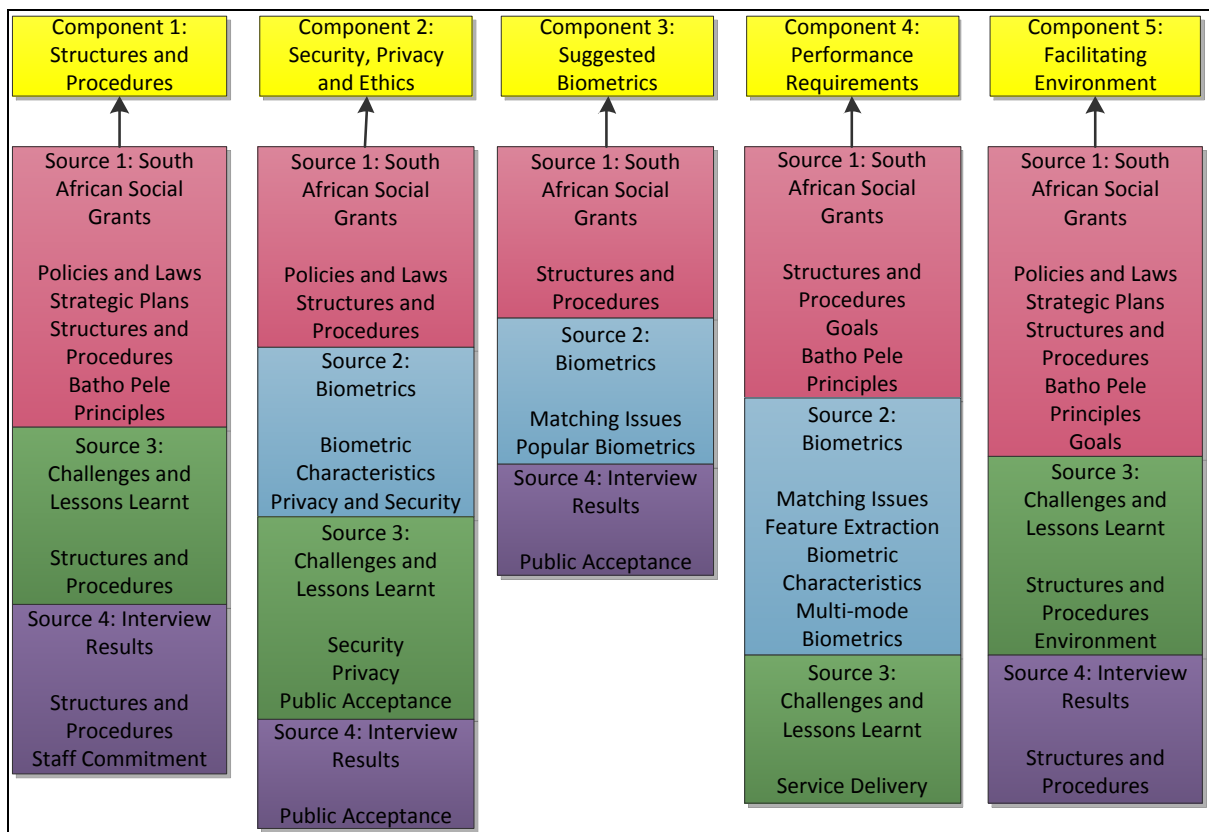 Component 1:
Structures and
Procedures
Source 1: South
African Social
Grants
Policies and Laws
Strategic Plans
Structures and
Procedures
Batho Pele
Principles
Source 3:
Challenges and
Lessons Learnt
Structures and
Procedures
Source 4: Interview
Results
Structures and
Procedures
Staff Commitment
Component 2:
Security, Privacy
and Ethics
Source 1: South
African Social
Grants
Policies and Laws
Structures and
Procedures
Source 2:
Biometrics
Biometric
Characteristics
Privacy and Security
Source 3:
Challenges and
Lessons Learnt
Security
Privacy
Public Acceptance
Source 4: Interview
Results
Public Acceptance
Component 3:
Suggested
Biometrics
Source 1: South
African Social
Grants
Structures and
Procedures
Source 2:
Biometrics
Matching Issues
Popular Biometrics
Source 4: Interview
Results
Public Acceptance
Component 4:
Performance
Requirements
Source 1: South
African Social
Grants
Structures and
Procedures
Goals
Batho Pele
Principles
Source 2:
Biometrics
Matching Issues
Feature Extraction
Biometric
Characteristics
Multi-mode
Biometrics
Source 3:
Challenges and
Lessons Learnt
Service Delivery
Component 5:
Facilitating
Environment
Source 1: South
African Social
Grants
Policies and Laws
Strategic Plans
Structures and
Procedures
Batho Pele
Principles
Goals
Source 3:
Challenges and
Lessons Learnt
Structures and
Procedures
Environment
Source 4: Interview
Results
Structures and
Procedures